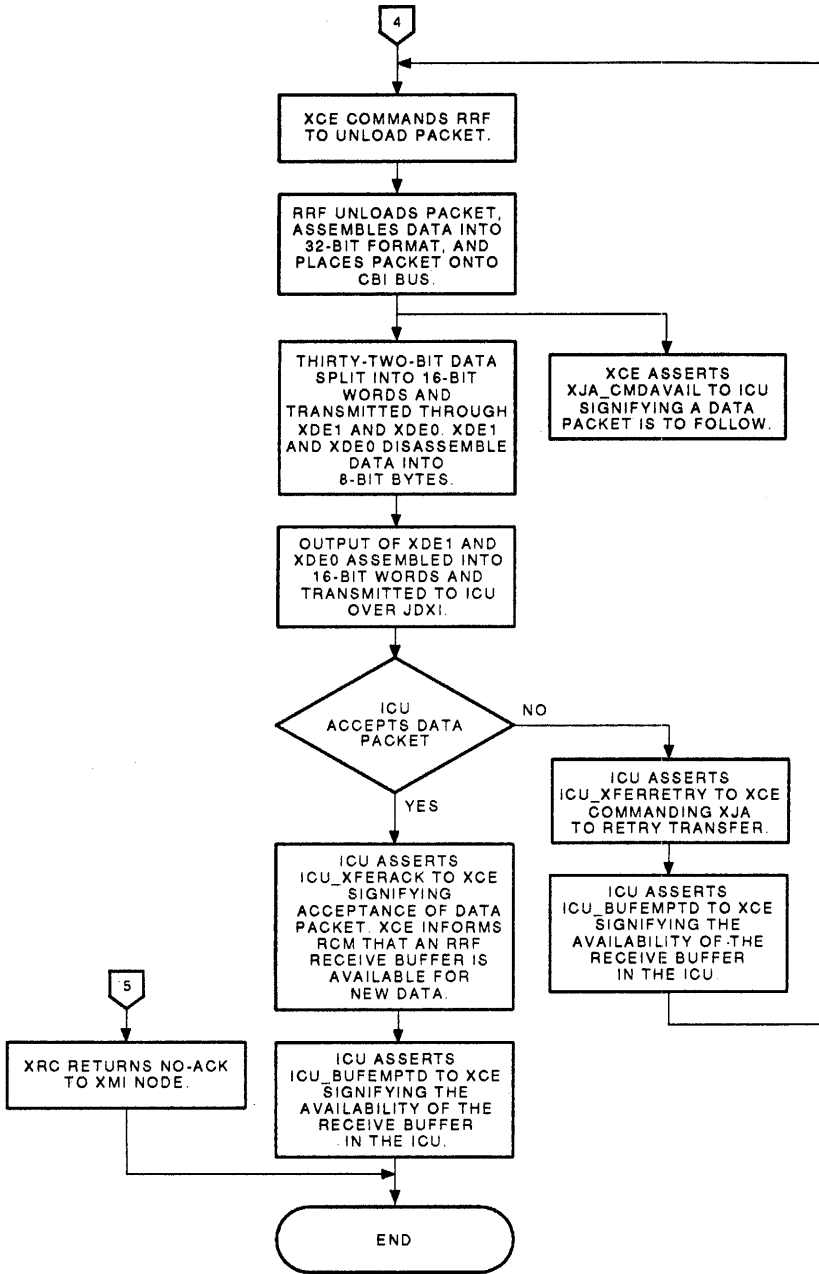 4
XCE COMMANDS RRF
TO UNLOAD PACKET.
RRF UNLOADS PACKET,
ASSEMBLES DATA INTO
32-BIT FORMAT, AND
PLACES PACKET ONTO
CBI BUS.
THIRTY-TWO-BIT DATA
SPLIT INTO 16-BIT
WORDS AND
TRANSMITTED THROUGH
XDE1 AND XDE0. XDE1
AND XDE0 DISASSEMBLE
DATA INTO
8-BIT BYTES.
XCE ASSERTS
XJA_CMDAVAIL TO ICU
SIGNIFYING A DATA
PACKET IS TO FOLLOW.
OUTPUT OF XDE1 AND
XDE0 ASSEMBLED INTO
16-BIT WORDS AND
TRANSMITTED TO ICU
OVER JDXI.
ICU
ACCEPTS DATA
PACKET
NO
YES
ICU ASSERTS
ICU_XFERRETRY TO XCE
COMMANDING XJA
TO RETRY TRANSFER.
ICU ASSERTS
ICU_XFERACK TO XCE
SIGNIFYING
ACCEPTANCE OF DATA
PACKET. XCE INFORMS
RCM THAT AN RRF
RECEIVE BUFFER IS
AVAILABLE FOR
NEW DATA.
ICU ASSERTS
ICU_BUFEMPTD TO XCE
SIGNIFYING THE
AVAILABILITY OF THE
RECEIVE BUFFER
IN THE ICU.
5
XRC RETURNS NO-ACK
TO XMI NODE.
ICU ASSERTS
ICU_BUFEMPTD TO XCE
SIGNIFYING THE
AVAILABILITY OF THE
RECEIVE BUFFER
IN THE ICU.
END